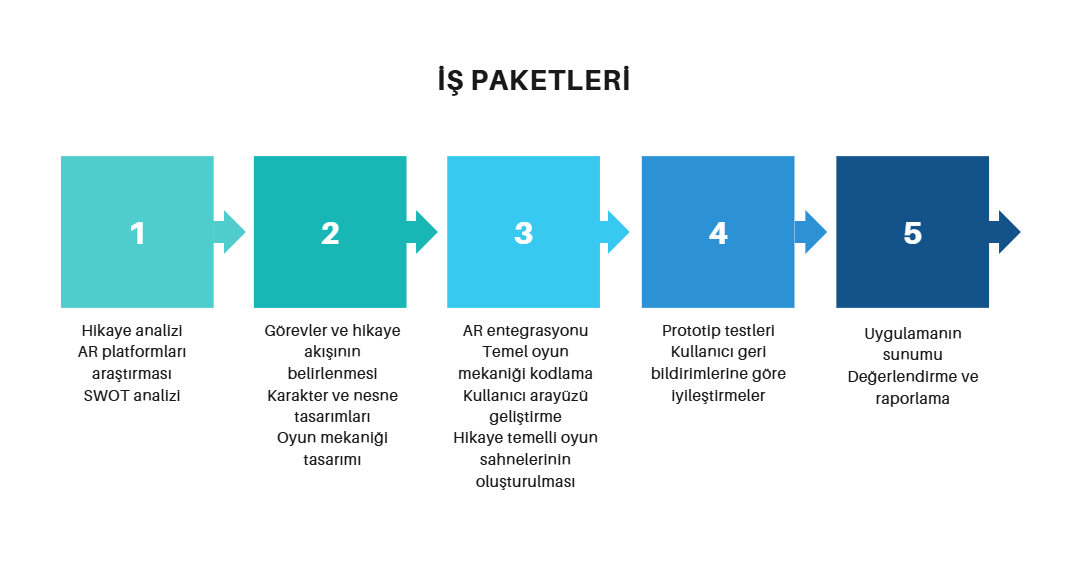 İŞ PAKETLERİ
1
2
3
4
5
Hikaye analizi
AR platformları
araştırması
SWOT analizi
Görevler ve hikaye
akışının
belirlenmesi
Karakter ve nesne
tasarımları
Oyun mekaniği
tasarımı
AR entegrasyonu
Temel oyun
mekaniği kodlama
Kullanıcı arayüzü
geliştirme
Hikaye temelli oyun
sahnelerinin
oluşturulması
Prototip testleri
Kullanıcı geri
bildirimlerine göre
iyileştirmeler
Uygulamanın
sunumu
Değerlendirme ve
raporlama